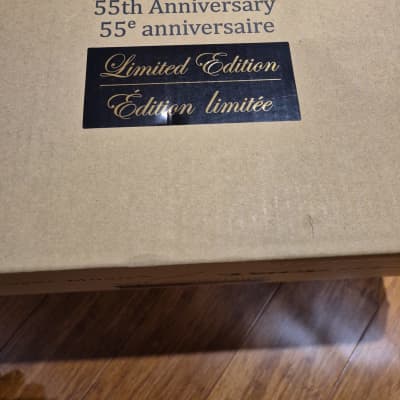 55th Anniversary
55e anniversaire
Limited Edition
Édition limitée